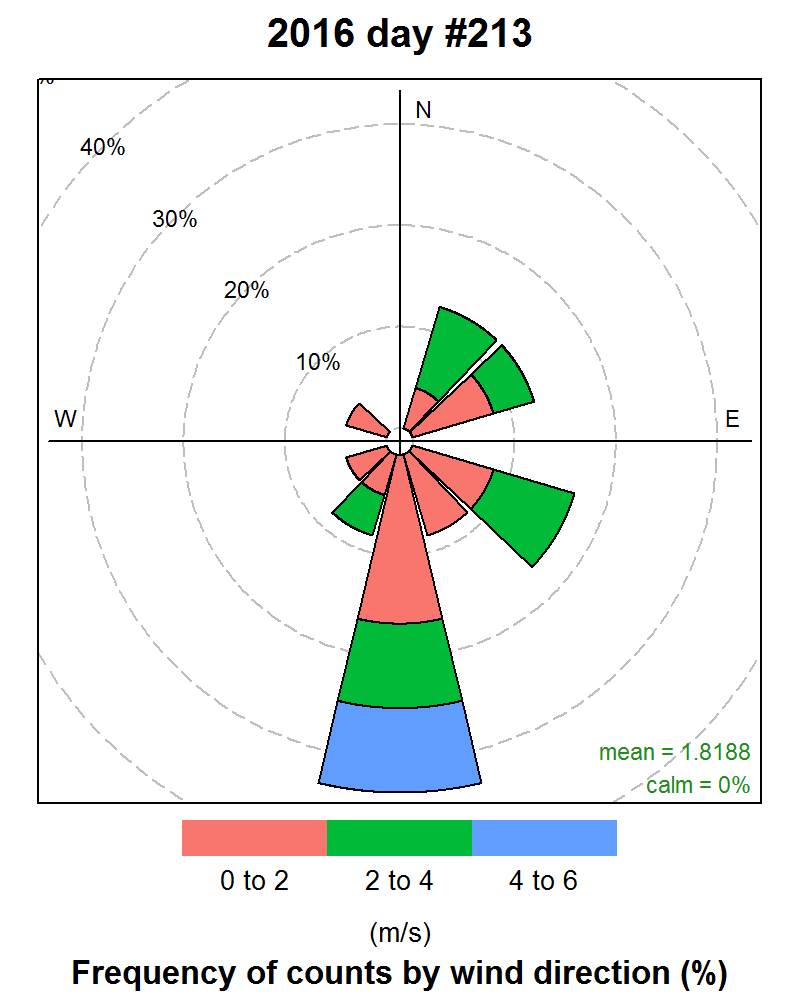 2016 day #213
%
N
40%
30%
20%
10%
W
E
mean = 1.8188
calm = 0%
0 to 2 2 to 4 4 to 6
(m/s)
Frequency of counts by wind direction (%)